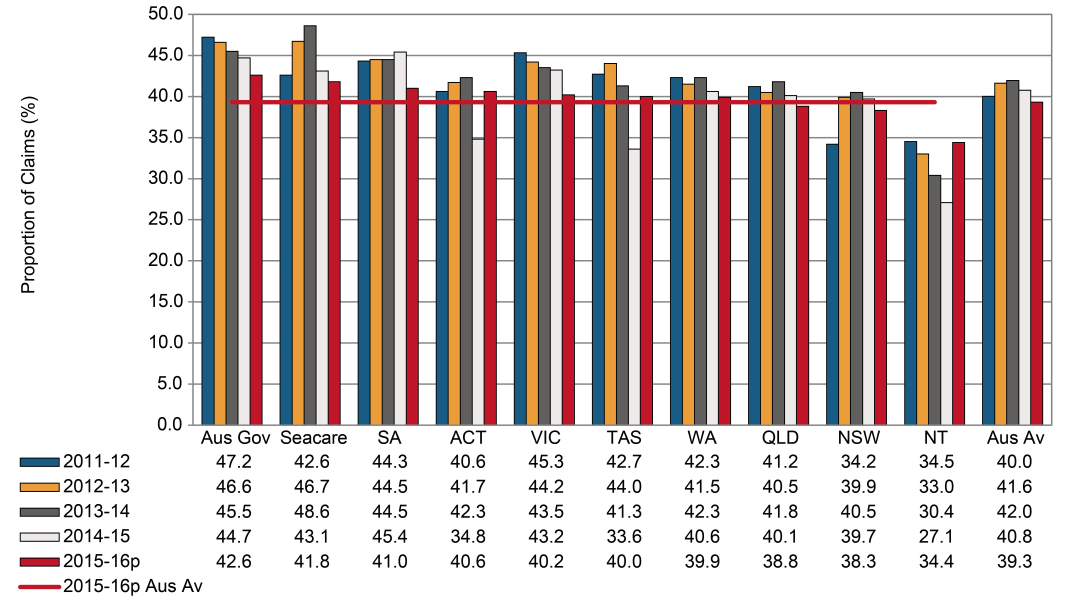 Proportion of Claims (%)
50.0
45.0
40.0
35.0
30.0
25.0
20.0
15.0
10.0
5.0
0.0
Aus Gov Seacare SA ACT VIC TAS WA QLD NSW NT Aus Av
2011-12 47.2 42.6 44.3 40.6 45.3 42.7 42.3 41.2 34.2 34.5 40.0
2012-13 46.6 46.7 44.5 41.7 44.2 44.0 41.5 40.5 39.9 33.0 41.6
2013-14 45.5 48.6 44.5 42.3 43.5 41.3 42.3 41.8 40.5 30.4 42.0
2014-15 44.7 43.1 45.4 34.8 43.2 33.6 40.6 40.1 39.7 27.1 40.8
2015-16p 42.6 41.8 41.0 40.6 40.2 40.0 39.9 38.8 38.3 34.4 39.3
2015-16p Aus Av